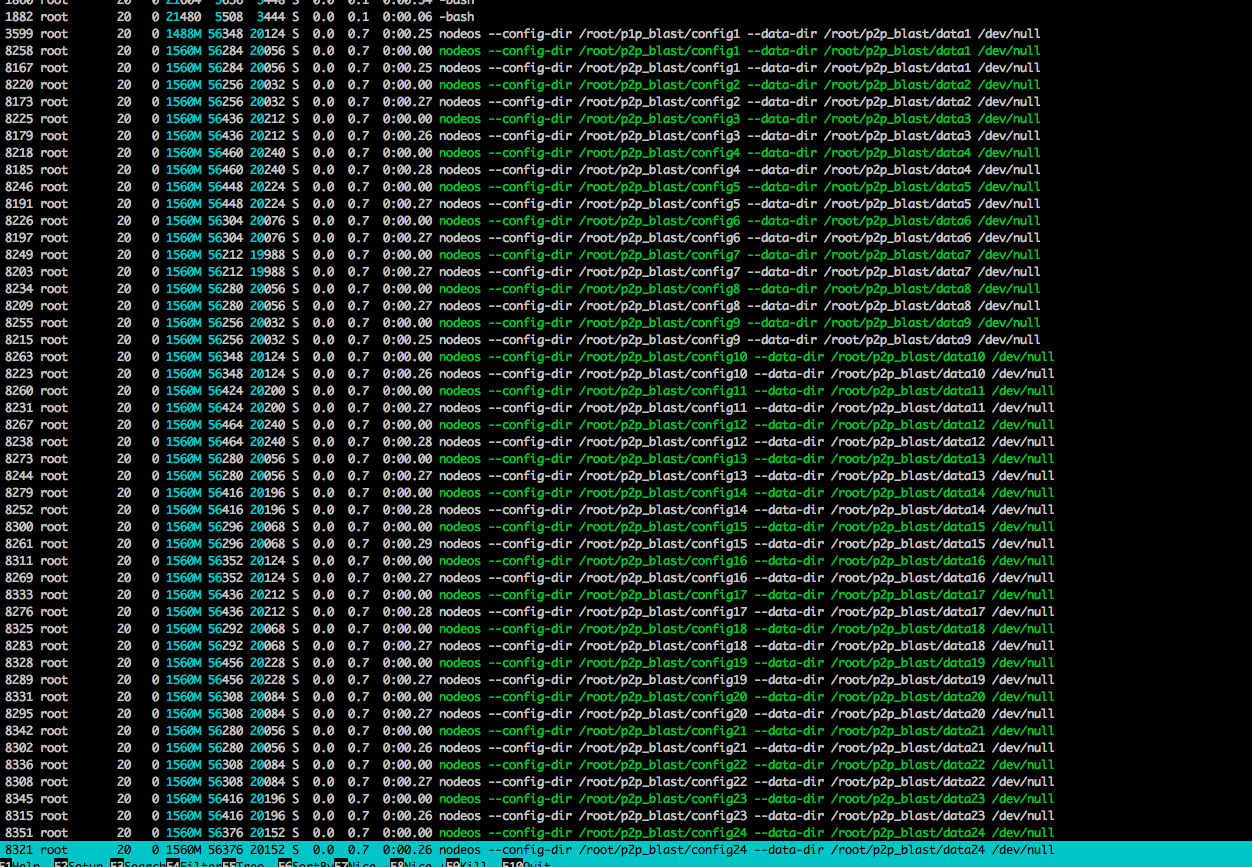 1860 root 20 0 21604 5636 3448 S 0.0 0.1 0:00.54 -bash
1882 root 20 0 21480 5508 3444 S 0.0 0.1 0:00.06 -bash
3599 root 20 0 1488M 56348 20124 S 0.0 0.7 0:00.25 nodeos --config-dir /root/p1p_blast/config1 --data-dir /root/p2p_blast/data1 /dev/null
8258 root 20 0 1560M 56284 20056 S 0.0 0.7 0:00.00 nodeos --config-dir /root/p2p_blast/config1 --data-dir /root/p2p_blast/data1 /dev/null
8167 root 20 0 1560M 56284 20056 S 0.0 0.7 0:00.25 nodeos --config-dir /root/p2p_blast/config1 --data-dir /root/p2p_blast/data1 /dev/null
8220 root 20 0 1560M 56256 20032 S 0.0 0.7 0:00.00 nodeos --config-dir /root/p2p_blast/config2 --data-dir /root/p2p_blast/data2 /dev/null
8173 root 20 0 1560M 56256 20032 S 0.0 0.7 0:00.27 nodeos --config-dir /root/p2p_blast/config2 --data-dir /root/p2p_blast/data2 /dev/null
8225 root 20 0 1560M 56436 20212 S 0.0 0.7 0:00.00 nodeos --config-dir /root/p2p_blast/config3 --data-dir /root/p2p_blast/data3 /dev/null
8179 root 20 0 1560M 56436 20212 S 0.0 0.7 0:00.26 nodeos --config-dir /root/p2p_blast/config3 --data-dir /root/p2p_blast/data3 /dev/null
8218 root 20 0 1560M 56460 20240 S 0.0 0.7 0:00.00 nodeos --config-dir /root/p2p_blast/config4 --data-dir /root/p2p_blast/data4 /dev/null
8185 root 20 0 1560M 56460 20240 S 0.0 0.7 0:00.28 nodeos --config-dir /root/p2p_blast/config4 --data-dir /root/p2p_blast/data4 /dev/null
8246 root 20 0 1560M 56448 20224 S 0.0 0.7 0:00.00 nodeos --config-dir /root/p2p_blast/config5 --data-dir /root/p2p_blast/data5 /dev/null
8191 root 20 0 1560M 56448 20224 S 0.0 0.7 0:00.27 nodeos --config-dir /root/p2p_blast/config5 --data-dir /root/p2p_blast/data5 /dev/null
8226 root 20 0 1560M 56304 20076 S 0.0 0.7 0:00.00 nodeos --config-dir /root/p2p_blast/config6 --data-dir /root/p2p_blast/data6 /dev/null
8197 root 20 0 1560M 56304 20076 S 0.0 0.7 0:00.27 nodeos --config-dir /root/p2p_blast/config6 --data-dir /root/p2p_blast/data6 /dev/null
8249 root 20 0 1560M 56212 19988 S 0.0 0.7 0:00.00 nodeos --config-dir /root/p2p_blast/config7 --data-dir /root/p2p_blast/data7 /dev/null
8203 root 20 0 1560M 56212 19988 S 0.0 0.7 0:00.27 nodeos --config-dir /root/p2p_blast/config7 --data-dir /root/p2p_blast/data7 /dev/null
8234 root 20 0 1560M 56280 20056 S 0.0 0.7 0:00.00 nodeos --config-dir /root/p2p_blast/config8 --data-dir /root/p2p_blast/data8 /dev/null
8209 root 20 0 1560M 56280 20056 S 0.0 0.7 0:00.27 nodeos --config-dir /root/p2p_blast/config8 --data-dir /root/p2p_blast/data8 /dev/null
8255 root 20 0 1560M 56256 20032 S 0.0 0.7 0:00.00 nodeos --config-dir /root/p2p_blast/config9 --data-dir /root/p2p_blast/data9 /dev/null
8215 root 20 0 1560M 56256 20032 S 0.0 0.7 0:00.25 nodeos --config-dir /root/p2p_blast/config9 --data-dir /root/p2p_blast/data9 /dev/null
8263 root 20 0 1560M 56348 20124 S 0.0 0.7 0:00.00 nodeos --config-dir /root/p2p_blast/config10 --data-dir /root/p2p_blast/data10 /dev/null
8223 root 20 0 1560M 56348 20124 S 0.0 0.7 0:00.26 nodeos --config-dir /root/p2p_blast/config10 --data-dir /root/p2p_blast/data10 /dev/null
8260 root 20 0 1560M 56424 20200 S 0.0 0.7 0:00.00 nodeos --config-dir /root/p2p_blast/config11 --data-dir /root/p2p_blast/data11 /dev/null
8231 root 20 0 1560M 56424 20200 S 0.0 0.7 0:00.27 nodeos --config-dir /root/p2p_blast/config11 --data-dir /root/p2p_blast/data11 /dev/null
8267 root 20 0 1560M 56464 20240 S 0.0 0.7 0:00.00 nodeos --config-dir /root/p2p_blast/config12 --data-dir /root/p2p_blast/data12 /dev/null
8238 root 20 0 1560M 56464 20240 S 0.0 0.7 0:00.28 nodeos --config-dir /root/p2p_blast/config12 --data-dir /root/p2p_blast/data12 /dev/null
8273 root 20 0 1560M 56280 20056 S 0.0 0.7 0:00.00 nodeos --config-dir /root/p2p_blast/config13 --data-dir /root/p2p_blast/data13 /dev/null
8244 root 20 0 1560M 56280 20056 S 0.0 0.7 0:00.27 nodeos --config-dir /root/p2p_blast/config13 --data-dir /root/p2p_blast/data13 /dev/null
8279 root 20 0 1560M 56416 20196 S 0.0 0.7 0:00.00 nodeos --config-dir /root/p2p_blast/config14 --data-dir /root/p2p_blast/data14 /dev/null
8252 root 20 0 1560M 56416 20196 S 0.0 0.7 0:00.28 nodeos --config-dir /root/p2p_blast/config14 --data-dir /root/p2p_blast/data14 /dev/null
8300 root 20 0 1560M 56296 20068 S 0.0 0.7 0:00.00 nodeos --config-dir /root/p2p_blast/config15 --data-dir /root/p2p_blast/data15 /dev/null
8261 root 20 0 1560M 56296 20068 S 0.0 0.7 0:00.29 nodeos --config-dir /root/p2p_blast/config15 --data-dir /root/p2p_blast/data15 /dev/null
8311 root 20 0 1560M 56352 20124 S 0.0 0.7 0:00.00 nodeos --config-dir /root/p2p_blast/config16 --data-dir /root/p2p_blast/data16 /dev/null
8269 root 20 0 1560M 56352 20124 S 0.0 0.7 0:00.27 nodeos --config-dir /root/p2p_blast/config16 --data-dir /root/p2p_blast/data16 /dev/null
8333 root 20 0 1560M 56436 20212 S 0.0 0.7 0:00.00 nodeos --config-dir /root/p2p_blast/config17 --data-dir /root/p2p_blast/data17 /dev/null
8276 root 20 0 1560M 56436 20212 S 0.0 0.7 0:00.28 nodeos --config-dir /root/p2p_blast/config17 --data-dir /root/p2p_blast/data17 /dev/null
8325 root 20 0 1560M 56292 20068 S 0.0 0.7 0:00.00 nodeos --config-dir /root/p2p_blast/config18 --data-dir /root/p2p_blast/data18 /dev/null
8283 root 20 0 1560M 56292 20068 S 0.0 0.7 0:00.27 nodeos --config-dir /root/p2p_blast/config18 --data-dir /root/p2p_blast/data18 /dev/null
8328 root 20 0 1560M 56456 20228 S 0.0 0.7 0:00.00 nodeos --config-dir /root/p2p_blast/config19 --data-dir /root/p2p_blast/data19 /dev/null
8289 root 20 0 1560M 56456 20228 S 0.0 0.7 0:00.27 nodeos --config-dir /root/p2p_blast/config19 --data-dir /root/p2p_blast/data19 /dev/null
8331 root 20 0 1560M 56308 20084 S 0.0 0.7 0:00.00 nodeos --config-dir /root/p2p_blast/config20 --data-dir /root/p2p_blast/data20 /dev/null
8295 root 20 0 1560M 56308 20084 S 0.0 0.7 0:00.27 nodeos --config-dir /root/p2p_blast/config20 --data-dir /root/p2p_blast/data20 /dev/null
8342 root 20 0 1560M 56280 20056 S 0.0 0.7 0:00.00 nodeos --config-dir /root/p2p_blast/config21 --data-dir /root/p2p_blast/data21 /dev/null
8302 root 20 0 1560M 56280 20056 S 0.0 0.7 0:00.26 nodeos --config-dir /root/p2p_blast/config21 --data-dir /root/p2p_blast/data21 /dev/null
8336 root 20 0 1560M 56308 20084 S 0.0 0.7 0:00.00 nodeos --config-dir /root/p2p_blast/config22 --data-dir /root/p2p_blast/data22 /dev/null
8308 root 20 0 1560M 56308 20084 S 0.0 0.7 0:00.27 nodeos --config-dir /root/p2p_blast/config22 --data-dir /root/p2p_blast/data22 /dev/null
8345 root 20 0 1560M 56416 20196 S 0.0 0.7 0:00.00 nodeos --config-dir /root/p2p_blast/config23 --data-dir /root/p2p_blast/data23 /dev/null
8315 root 20 0 1560M 56416 20196 S 0.0 0.7 0:00.26 nodeos --config-dir /root/p2p_blast/config23 --data-dir /root/p2p_blast/data23 /dev/null
8351 root 20 0 1560M 56376 20152 S 0.0 0.7 0:00.00 nodeos --config-dir /root/p2p_blast/config24 --data-dir /root/p2p_blast/data24 /dev/null
8321 root 20 0 1560M 56376 20152 S 0.0 0.7 0:00.26 nodeos --config-dir /root/p2p_blast/config24 --data-dir /root/p2p_blast/data24 /dev/null
F1Help F2Setup F3SearchF4FilterF5Tree F6SortByF7Nice -F8Nice +F9Kill F10Quit